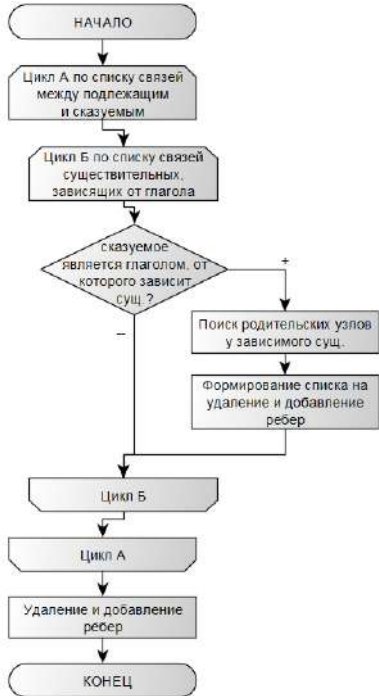 НАЧАЛО
Цикл А по списку связей
между подлежащим
и сказуемым
Цикл Б по списку связей
существительных,
зависящих от глагола
сказуемое
является глаголом, от
которого зависит
сущ.?
+
–
Поиск родительских узлов
у зависимого сущ.
Формирование списка на
удаление и добавление
ребер
Цикл Б
Цикл А
Удаление и добавление
ребер
КОНЕЦ